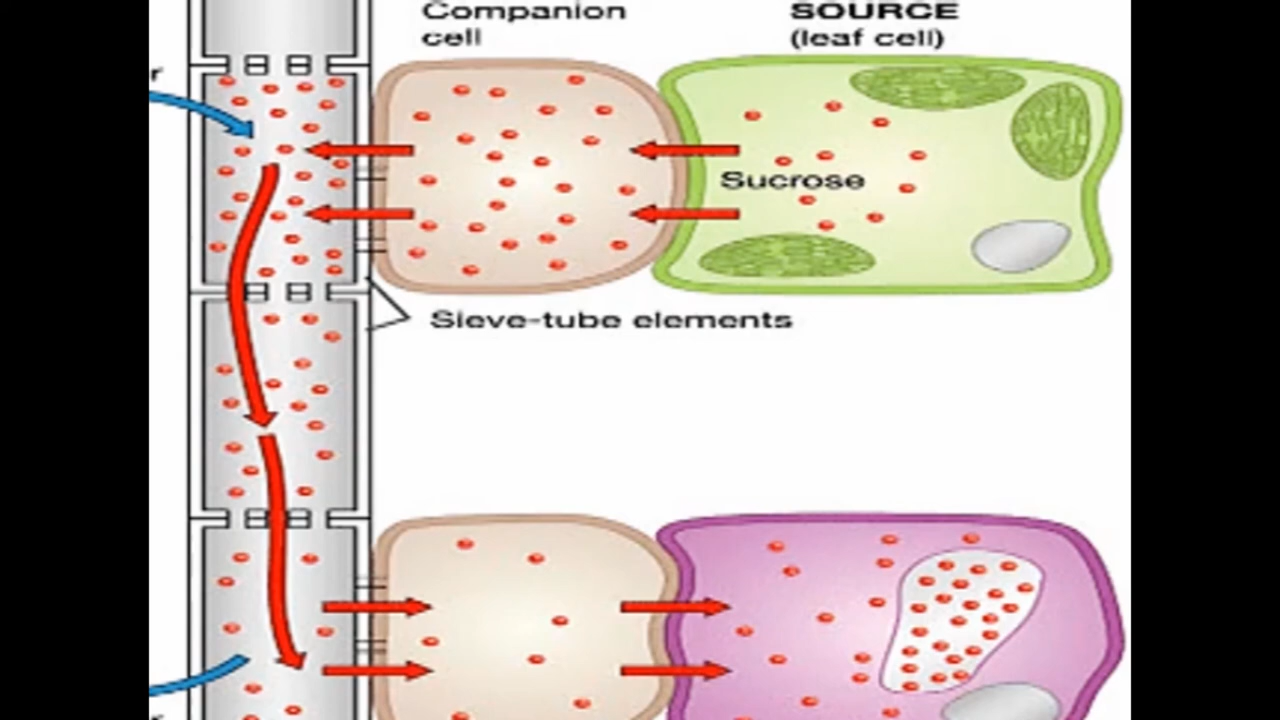 Companion
cell
SOURCE
(leaf cell)
r
Sucrose
Sieve-tube elements
r